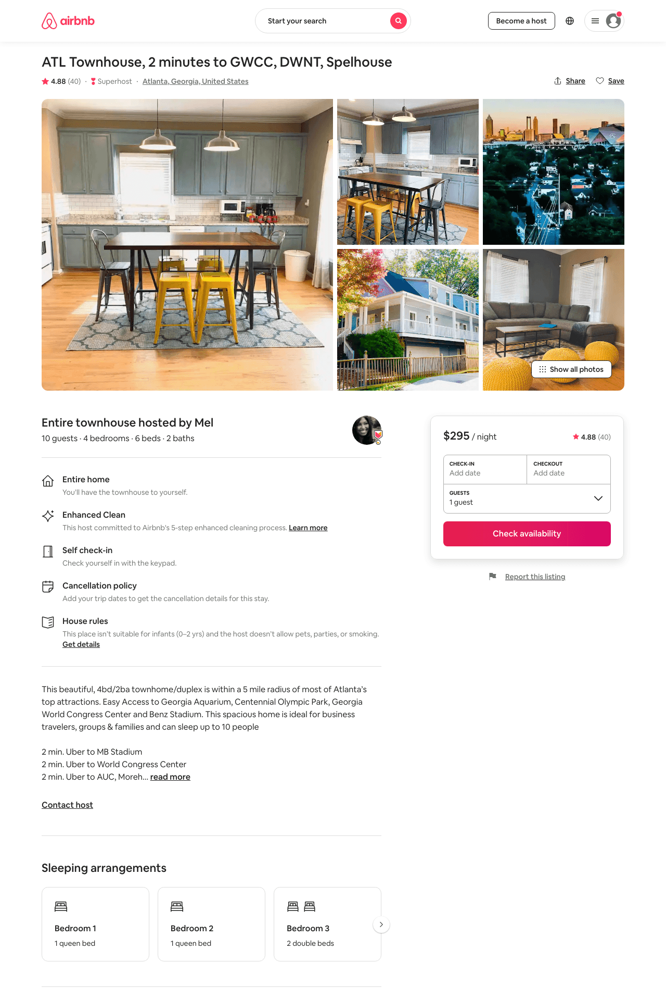 airbnb
Start your search
Become a host
ATL Townhouse, 2 minutes to GWCC, DWNT, Spelhouse
4.88 (40) · Superhost · Atlanta, Georgia, United States
Share
Save
Show all photos
Entire townhouse hosted by Mel
10 guests · 4 bedrooms · 6 beds · 2 baths
$295 / night
4.88 (40)
CHECK-IN
Add date
CHECKOUT
Add date
GUESTS
1 guest
Check availability
Report this listing
Entire home
You’ll have the townhouse to yourself.
Enhanced Clean
This host committed to Airbnb's 5-step enhanced cleaning process. Learn more
Self check-in
Check yourself in with the keypad.
Cancellation policy
Add your trip dates to get the cancellation details for this stay.
House rules
This place isn’t suitable for infants (0–2 yrs) and the host doesn’t allow pets, parties, or smoking.
Get details
This beautiful, 4bd/2ba townhome/duplex is within a 5 mile radius of most of Atlanta’s
top attractions. Easy Access to Georgia Aquarium, Centennial Olympic Park, Georgia
World Congress Center and Benz Stadium. This spacious home is ideal for business
travelers, groups & families and can sleep up to 10 people
2 min. Uber to MB Stadium
2 min. Uber to World Congress Center
2 min. Uber to AUC, Moreh... read more
Contact host
Sleeping arrangements
Bedroom 1
1 queen bed
Bedroom 2
1 queen bed
Bedroom 3
2 double beds